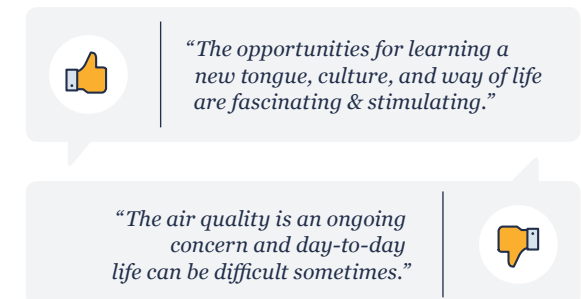 “The opportunities for learning a
new tongue, culture, and way of life
are fascinating & stimulating.”
“The air quality is an ongoing
concern and day-to-day
life can be difficult sometimes.”